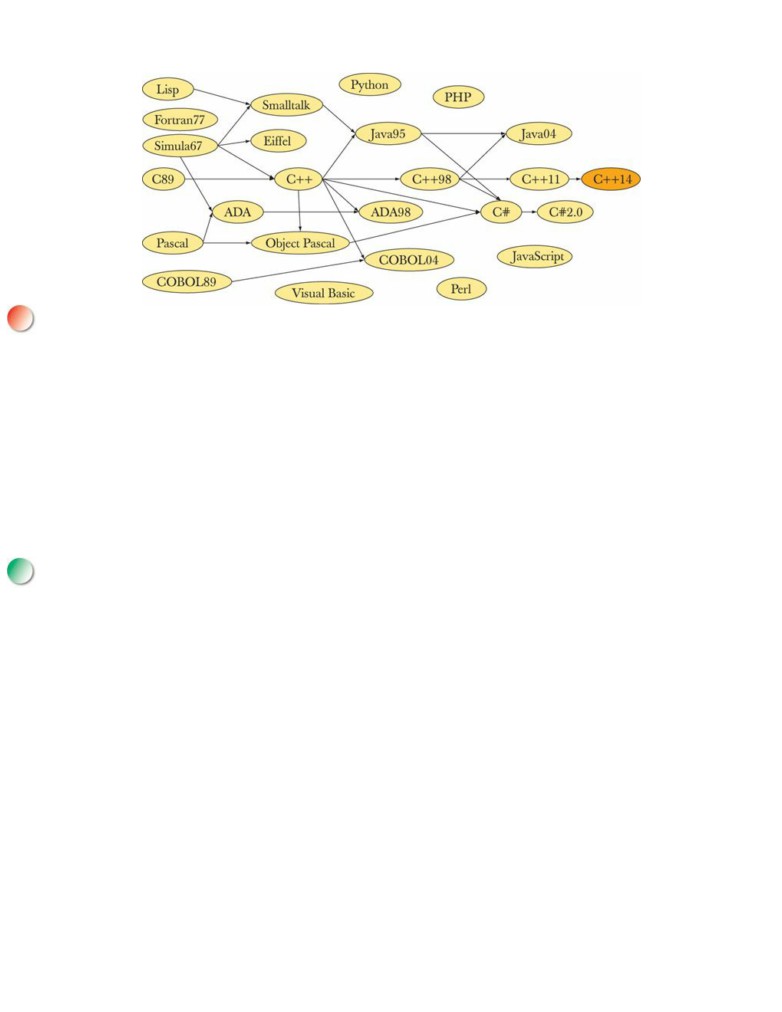 Python
Lisp
PHP
Smalltalk
Fortran77
Java95
Java04
Eiffel
Simula67
C89
C++
C++98
C++11
C++14
ADA
ADA98
C#
C#2.0
Pascal
Object Pascal
COBOL04
JavaScript
COBOL89
Visual Basic
Perl